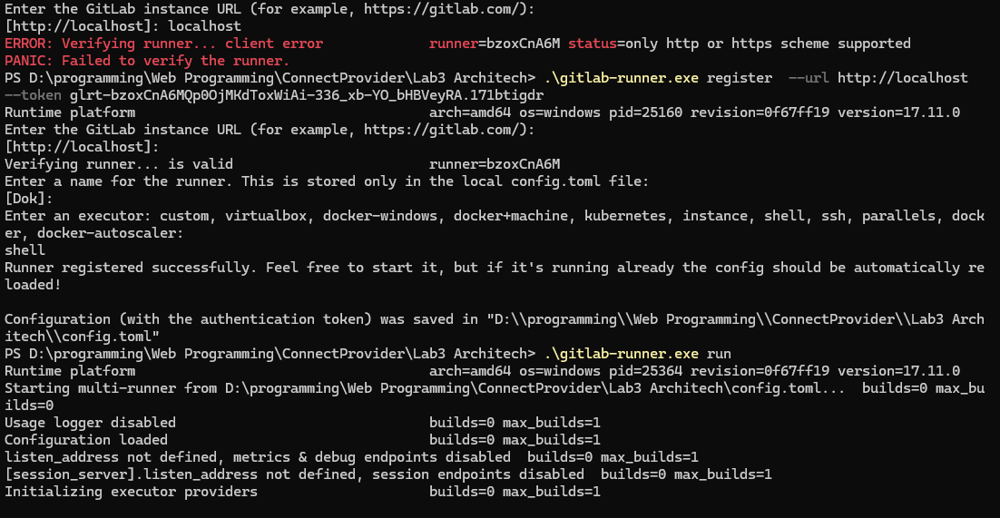 Enter the GitLab instance URL (for example, https://gitlab.com/):
[http://localhost]: localhost
ERROR: Verifying runner... client error runner=bzoxCnA6M status=only http or https scheme supported
PANIC: Failed to verify the runner.
PS D:\programming\Web Programming\ConnectProvider\Lab3 Architech> .\gitlab-runner.exe register --url http://localhost
--token glrt-bzoxCnA6MQp0OjMKdToxWiAi-336_xb-YO_bHBVeyRA.171btigdr
Runtime platform arch=amd64 os=windows pid=25160 revision=0f67ff19 version=17.11.0
Enter the GitLab instance URL (for example, https://gitlab.com/):
[http://localhost]:
Verifying runner... is valid runner=bzoxCnA6M
Enter a name for the runner. This is stored only in the local config.toml file:
[Dok]:
Enter an executor: custom, virtualbox, docker-windows, docker+machine, kubernetes, instance, shell, ssh, parallels, dock
er, docker-autoscaler:
shell
Runner registered successfully. Feel free to start it, but if it's running already the config should be automatically re
loaded!
Configuration (with the authentication token) was saved in "D:\\programming\\Web Programming\\ConnectProvider\\Lab3 Arch
itech\\config.toml"
PS D:\programming\Web Programming\ConnectProvider\Lab3 Architech> .\gitlab-runner.exe run
Runtime platform arch=amd64 os=windows pid=25364 revision=0f67ff19 version=17.11.0
Starting multi-runner from D:\programming\Web Programming\ConnectProvider\Lab3 Architech\config.toml... builds=0 max_bu
ilds=0
Usage logger disabled builds=0 max_builds=1
Configuration loaded builds=0 max_builds=1
listen_address not defined, metrics & debug endpoints disabled builds=0 max_builds=1
[session_server].listen_address not defined, session endpoints disabled builds=0 max_builds=1
Initializing executor providers builds=0 max_builds=1